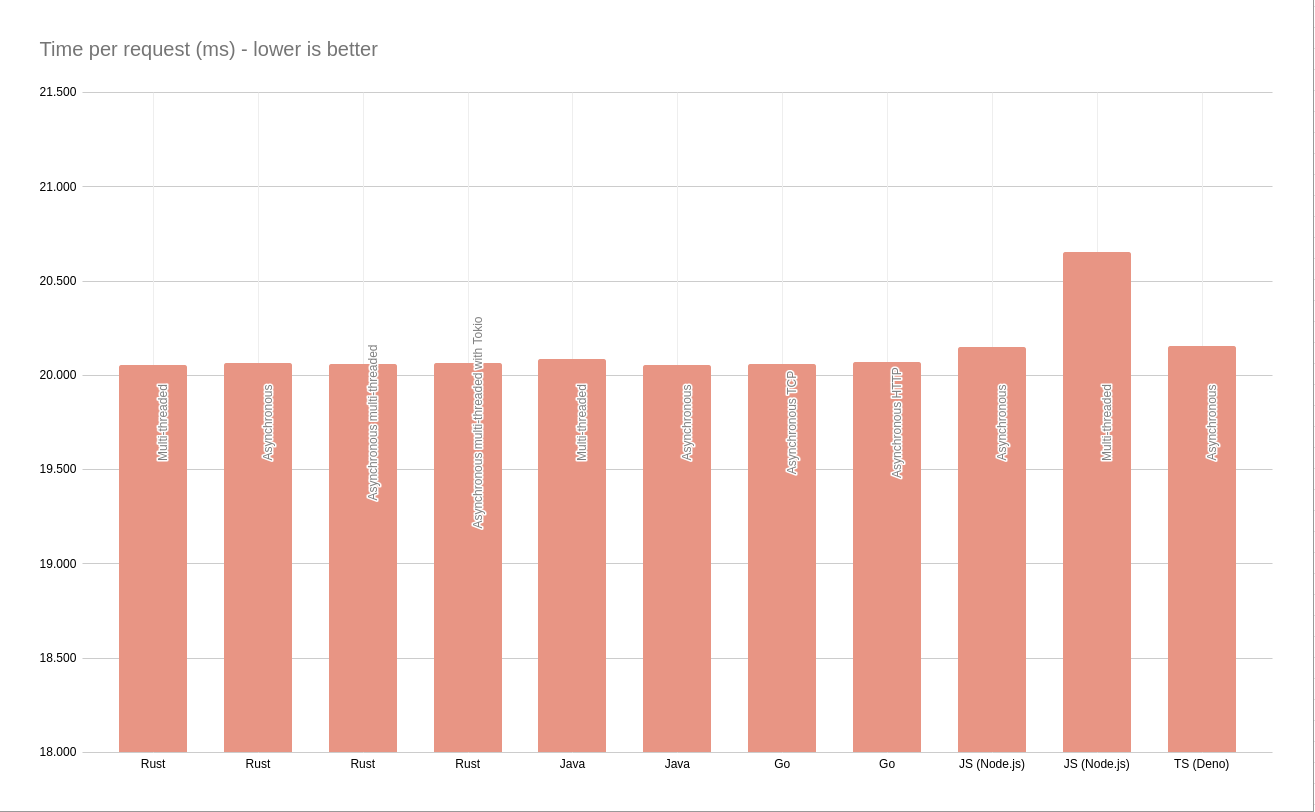 Time per request (ms) - lower is better
21.500
21.000
20.500
20.000
19.500
19.000
18.500
18.000
Multi-threaded
Asynchronous
Asynchronous multi-threaded
Asynchronous multi-threaded with Tokio
Multi-threaded
Asynchronous
Asynchronous TCP
Asynchronous HTTP
Asynchronous
Multi-threaded
Asynchronous
Rust
Rust
Rust
Rust
Java
Java
Go
Go
JS (Node.js)
JS (Node.js)
TS (Deno)